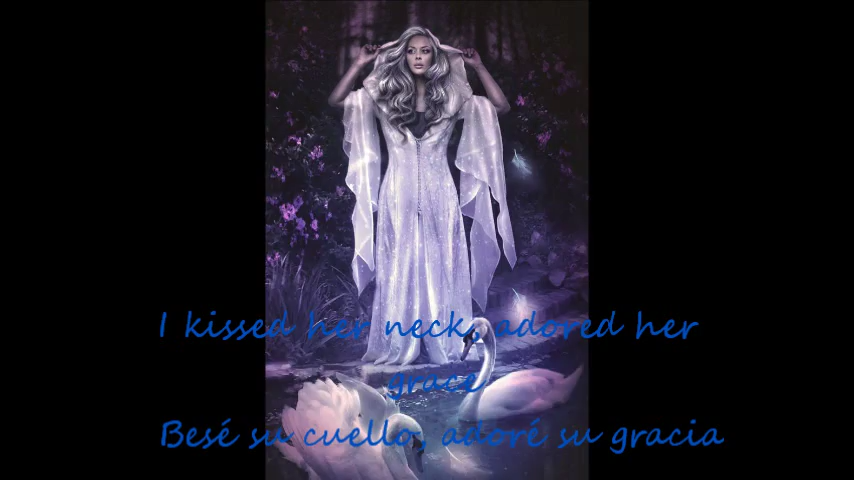 I kissed her neck, adored her
grace
Besé su cuello, adoré su gracia